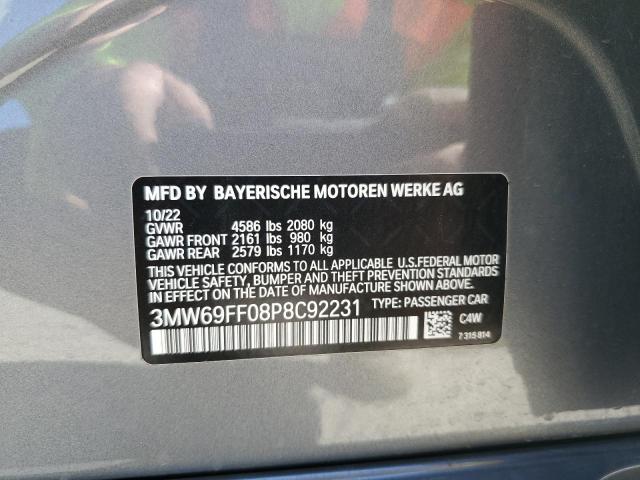 MFD BY BAYERISCHE MOTOREN WERKE AG
10/22
GVWR 4586 lbs 2080 kg
GAWR FRONT 2161 lbs 980 kg
GAWR REAR 2579 lbs 1170 kg
THIS VEHICLE CONFORMS TO ALL APPLICABLE U.S.FEDERAL MOTOR
VEHICLE SAFETY, BUMPER, AND THEFT PREVENTION STANDARDS
IN EFFECT ON THE DATE OF MANUFACTURE SHOWN ABOVE.
3MW69FF08P8C92231 TYPE: PASSENGER CAR
C4W
7 315 814